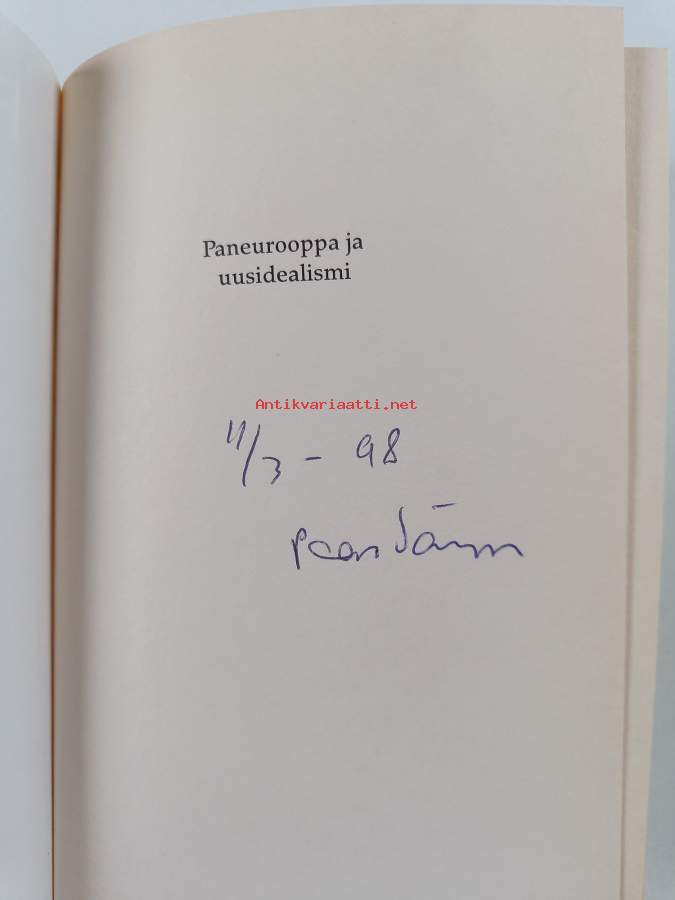 Paneurooppa ja
uusidealismi
Antikvariaatti.net
11/3 - 98